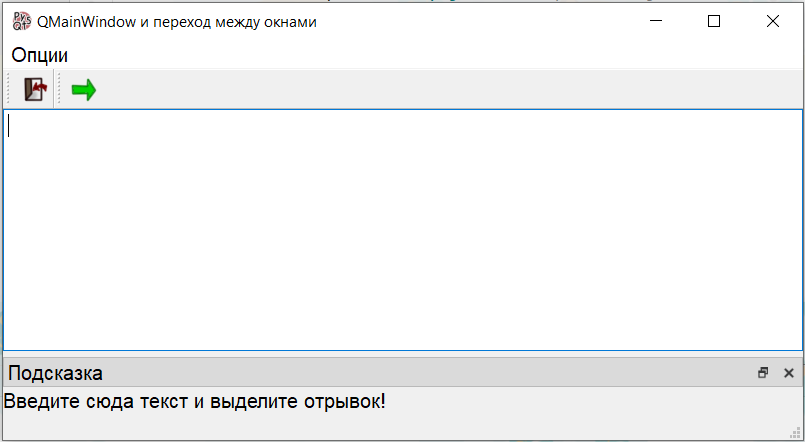 QMainWindow и переход между окнами
Опции
Подсказка
Введите сюда текст и выделите отрывок!